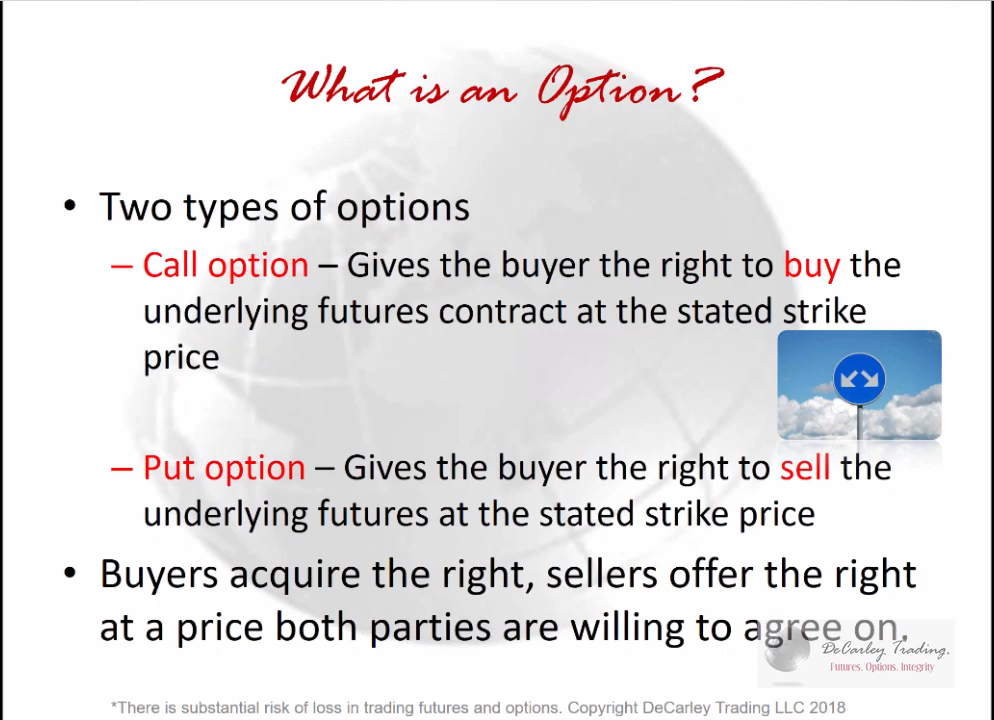 What is an Option?
• Two types of options
– Call option – Gives the buyer the right to buy the
underlying futures contract at the stated strike
price
– Put option – Gives the buyer the right to sell the
underlying futures at the stated strike price
• Buyers acquire the right, sellers offer the right
at a price both parties are willing to agree on.
DeCarley Trading.
Futures. Options. Integrity
*There is substantial risk of loss in trading futures and options. Copyright DeCarley Trading LLC 2018